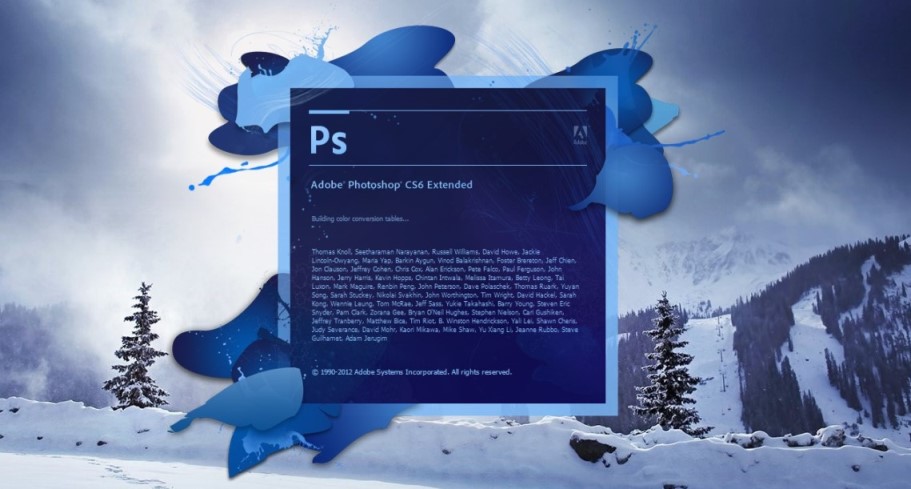 Ps
Adobe
Adobe® Photoshop® CS6 Extended
Building color conversion tables...
Thomas Knoll, Seetharaman Narayanan, Russell Williams, David Howe, Jackie
Lincoln-Owyang, Maria Yap, Barkin Aygun, Vinod Balakrishnan, Foster Brereton, Jeff Chien,
Jon Clauson, Jeffrey Cohen, Chris Cox, Alan Erickson, Pete Falco, Paul Ferguson, John
Hanson, Jerry Harris, Kevin Hopps, Chintan Intwala, Melissa Itamura, Betty Leong, Tai
Luxon, Mark Maguire, Renbin Peng, John Peterson, Dave Polaschek, Thomas Ruark, Yuyan
Song, Sarah Stuckey, Nikolai Svakhin, John Worthington, Tim Wright, David Hackel, Sarah
Kong, Wennie Leung, Tom McRae, Jeff Sass, Yukie Takahashi, Barry Young, Steven Eric
Snyder, Pam Clark, Zorana Gee, Bryan O'Neil Hughes, Stephen Nielson, Cari Gushiken,
Jeffrey Tranberry, Matthew Bice, Tim Riot, B. Winston Hendrickson, Yali Lei, Shawn Cheris,
Judy Severance, David Mohr, Kaori Mikawa, Mike Shaw, Yu Xiang Li, Jeanne Rubbo, Steve
Guilhamet, Adam Jerugim
© 1990-2012 Adobe Systems Incorporated. All rights reserved.